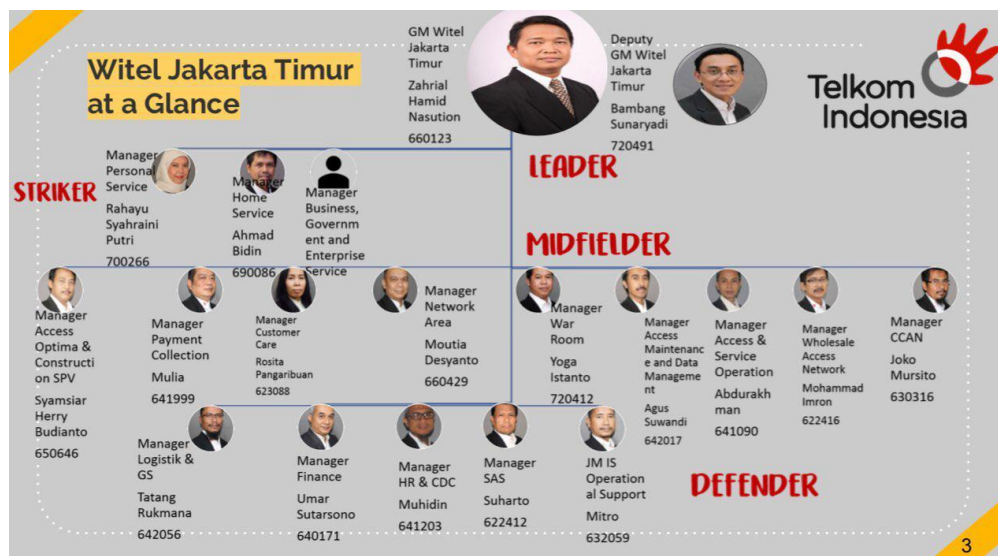 Witel Jakarta Timur
at a Glance
GM Witel
Jakarta
Timur
Zahrial
Hamid
Nasution
660123
Deputy
GM Witel
Jakarta
Timur
Bambang
Sunaryadi
720491
Telkom
Indonesia
LEADER
STRIKER
Manager
Persona
Service
Rahayu
Syahraini
Putri
700266
Manager
Home
Service
Ahmad
Bidin
690086
Manager
Business,
Governm
ent and
Enterprise
Service
MIDFIELDER
Manager
Access
Optima &
Constructi
on SPV
Syamsiar
Herry
Budianto
650646
Manager
Payment
Collection
Mulia
641999
Manager
Customer
Care
Rosita
Pangaribuan
623088
Manager
Network
Area
Moutia
Desyanto
660429
Manager
War
Room
Yoga
Istanto
720412
Manager
Access
Maintenanc
e and Data
Manageme
nt
Agus
Suwandi
642017
Manager
Access &
Service
Operation
Abdurakh
man
641090
Manager
Wholesale
Access
Network
Mohammad
Imron
622416
Manager
CCAN
Joko
Mursito
630316
Manager
Logistik &
GS
Tatang
Rukmana
642056
Manager
Finance
Umar
Sutarsono
640171
Manager
HR & CDC
Muhidin
641203
Manager
SAS
Suharto
622412
JM IS
Operation
al Support
Mitro
632059
DEFENDER
3